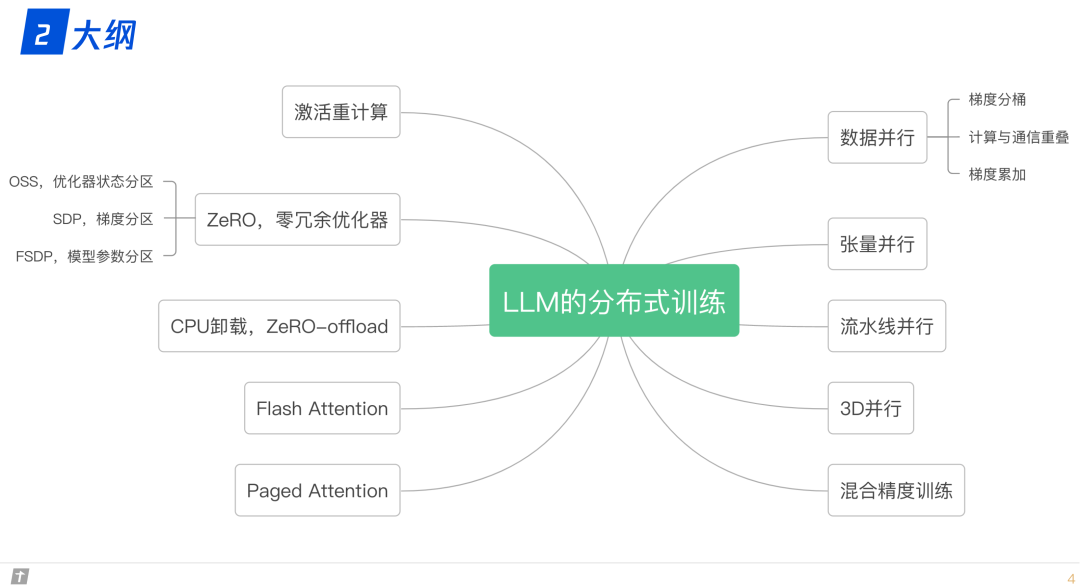 2 大纲
激活重计算
OSS，优化器状态分区
SDP，梯度分区
FSDP，模型参数分区
ZeRO，零冗余优化器
CPU卸载，ZeRO-offload
Flash Attention
Paged Attention
LLM的分布式训练
数据并行
梯度分桶
计算与通信重叠
梯度累加
张量并行
流水线并行
3D并行
混合精度训练
4